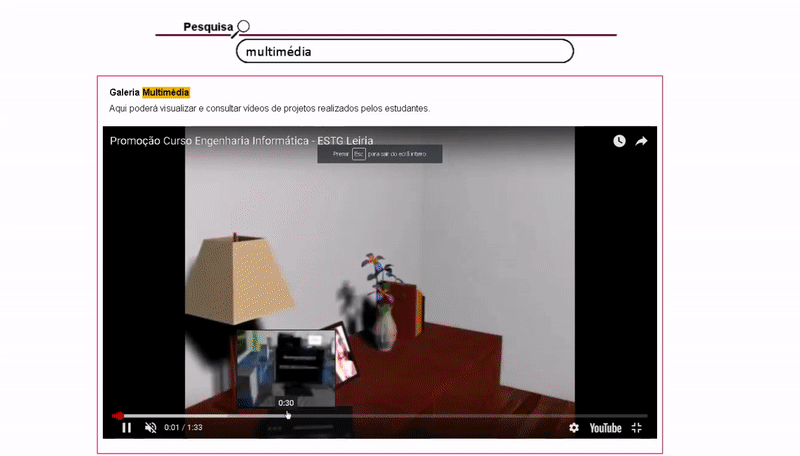 Pesquisa
multimédia
Galeria Multimédia
Aqui poderá visualizar e consultar vídeos de projetos realizados pelos estudantes.
Promoção Curso Engenharia Informática - ESTG Leiria
Premir Esc para sair do ecrã inteiro
0:30
0:01 / 1:33
YouTube